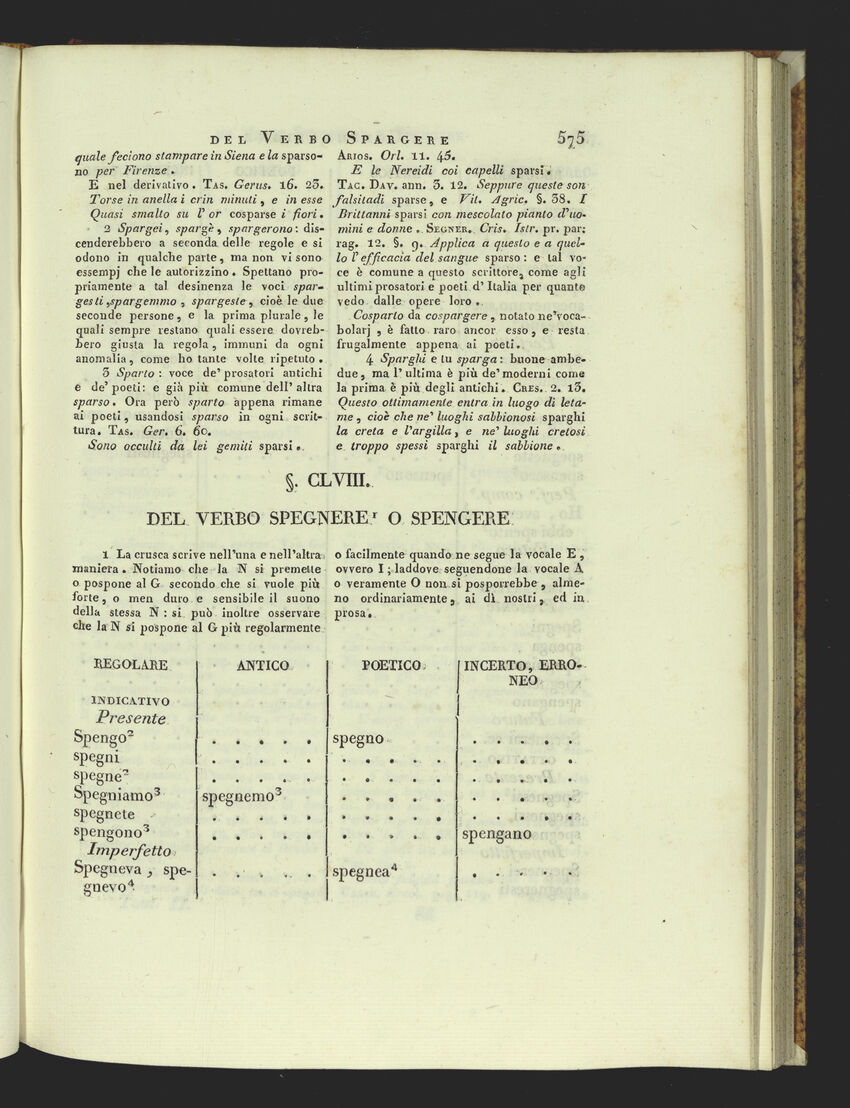 DEL VERBO SPARGERE 575
quale feciono stampare in Siena e la sparso-
no per Firenze.
E nel derivativo. TAS. Gerus. 16. 23.
Torse in anella i crin minuti, e in esse
Quasi smalto su l'or cosparse i fiori.
2 Spargei, spargè, spargerono: dis-
cenderebbero a seconda delle regole e si
odono in qualche parte, ma non vi sono
essempj che le autorizzino. Spettano pro-
priamente a tal desinenza le voci spar-
gesti, spargemmo, spargeste, cioè le due
seconde persone, e la prima plurale, le
quali sempre restano quali essere dovreb-
bero giusta la regola, immuni da ogni
anomalia, come ho tante volte ripetuto.
3 Sparto: voce de' prosatori antichi
e de' poeti: e già più comune dell' altra
sparso. Ora però sparto appena rimane
ai poeti, usandosi sparso in ogni scrit-
tura. TAS. Ger. 6. 60.
Sono occulti da lei gemiti sparsi.
ARIOS. Orl. 11. 45.
E le Nereidi coi capelli sparsi.
TAC. DAV. ann. 3. 12. Seppure queste son
falsitadi sparse, e Vit. Agric. §. 38. I
Brittanni sparsi con mescolato pianto d'uo-
mini e donne. SEGNER. Cris. Istr. pr. par;
rag. 12. §. 9. Applica a questo e a quel-
lo l'efficacia del sangue sparso: e tal vo-
ce è comune a questo scrittore, come agli
ultimi prosatori e poeti d' Italia per quanto
vedo dalle opere loro.
Cosparto da cospargere, notato ne'voca-
bolarj, è fatto raro ancor esso, e resta
frugalmente appena ai poeti.
4 Sparghi e tu sparga: buone ambe-
due, ma l' ultima è più de' moderni come
la prima è più degli antichi. CRES. 2. 13.
Questo ottimamente entra in luogo di leta-
me, cioè che ne' luoghi sabbionosi sparghi
la creta e l'argilla, e ne' luoghi cretosi
e troppo spessi sparghi il sabbione.
§. CLVIII.
DEL VERBO SPEGNERE¹ O SPENGERE
1 La crusca scrive nell'una e nell'altra
maniera. Notiamo che la N si premette
o pospone al G secondo che si vuole più
forte, o men duro e sensibile il suono
della stessa N: si può inoltre osservare
che la N si pospone al G più regolarmente
o facilmente quando ne segue la vocale E,
ovvero I; laddove seguendone la vocale A
o veramente O non si posporrebbe, alme-
no ordinariamente, ai dì nostri, ed in
prosa.
REGOLARE ANTICO POETICO INCERTO, ERRO-
NEO
INDICATIVO
Presente
Spengo² . . . . . spegno . . . . .
spegni . . . . . . . . . . . . . . .
spegne² . . . . . . . . . . . . . . .
Spegniamo³ spegnemo³ . . . . . . . . . .
spegnete . . . . . . . . . . . . . . .
spengono³ . . . . . . . . . . spengano
Imperfetto
Spegneva, spe- . . . . . spegnea⁴ . . . . .
gnevo⁴